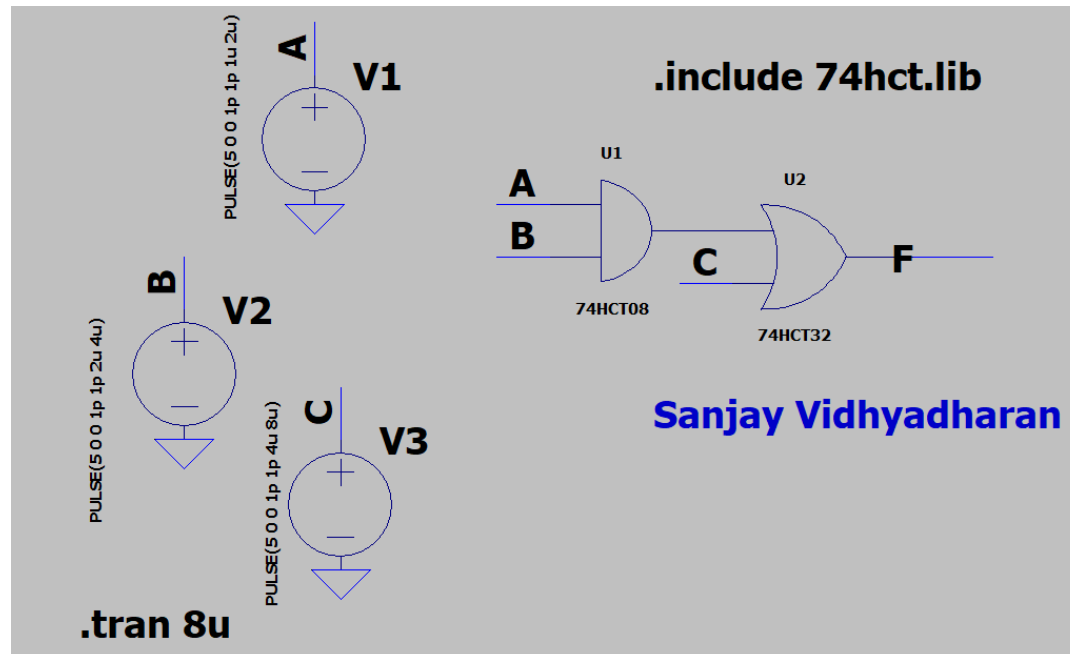 A
V1
PULSE(5 0 0 1p 1p 1u 2u)
.include 74hct.lib
U1
A
B
74HCT08
U2
C
F
74HCT32
B
V2
PULSE(5 0 0 1p 1p 2u 4u)
C
V3
PULSE(5 0 0 1p 1p 4u 8u)
Sanjay Vidhyadharan
.tran 8u